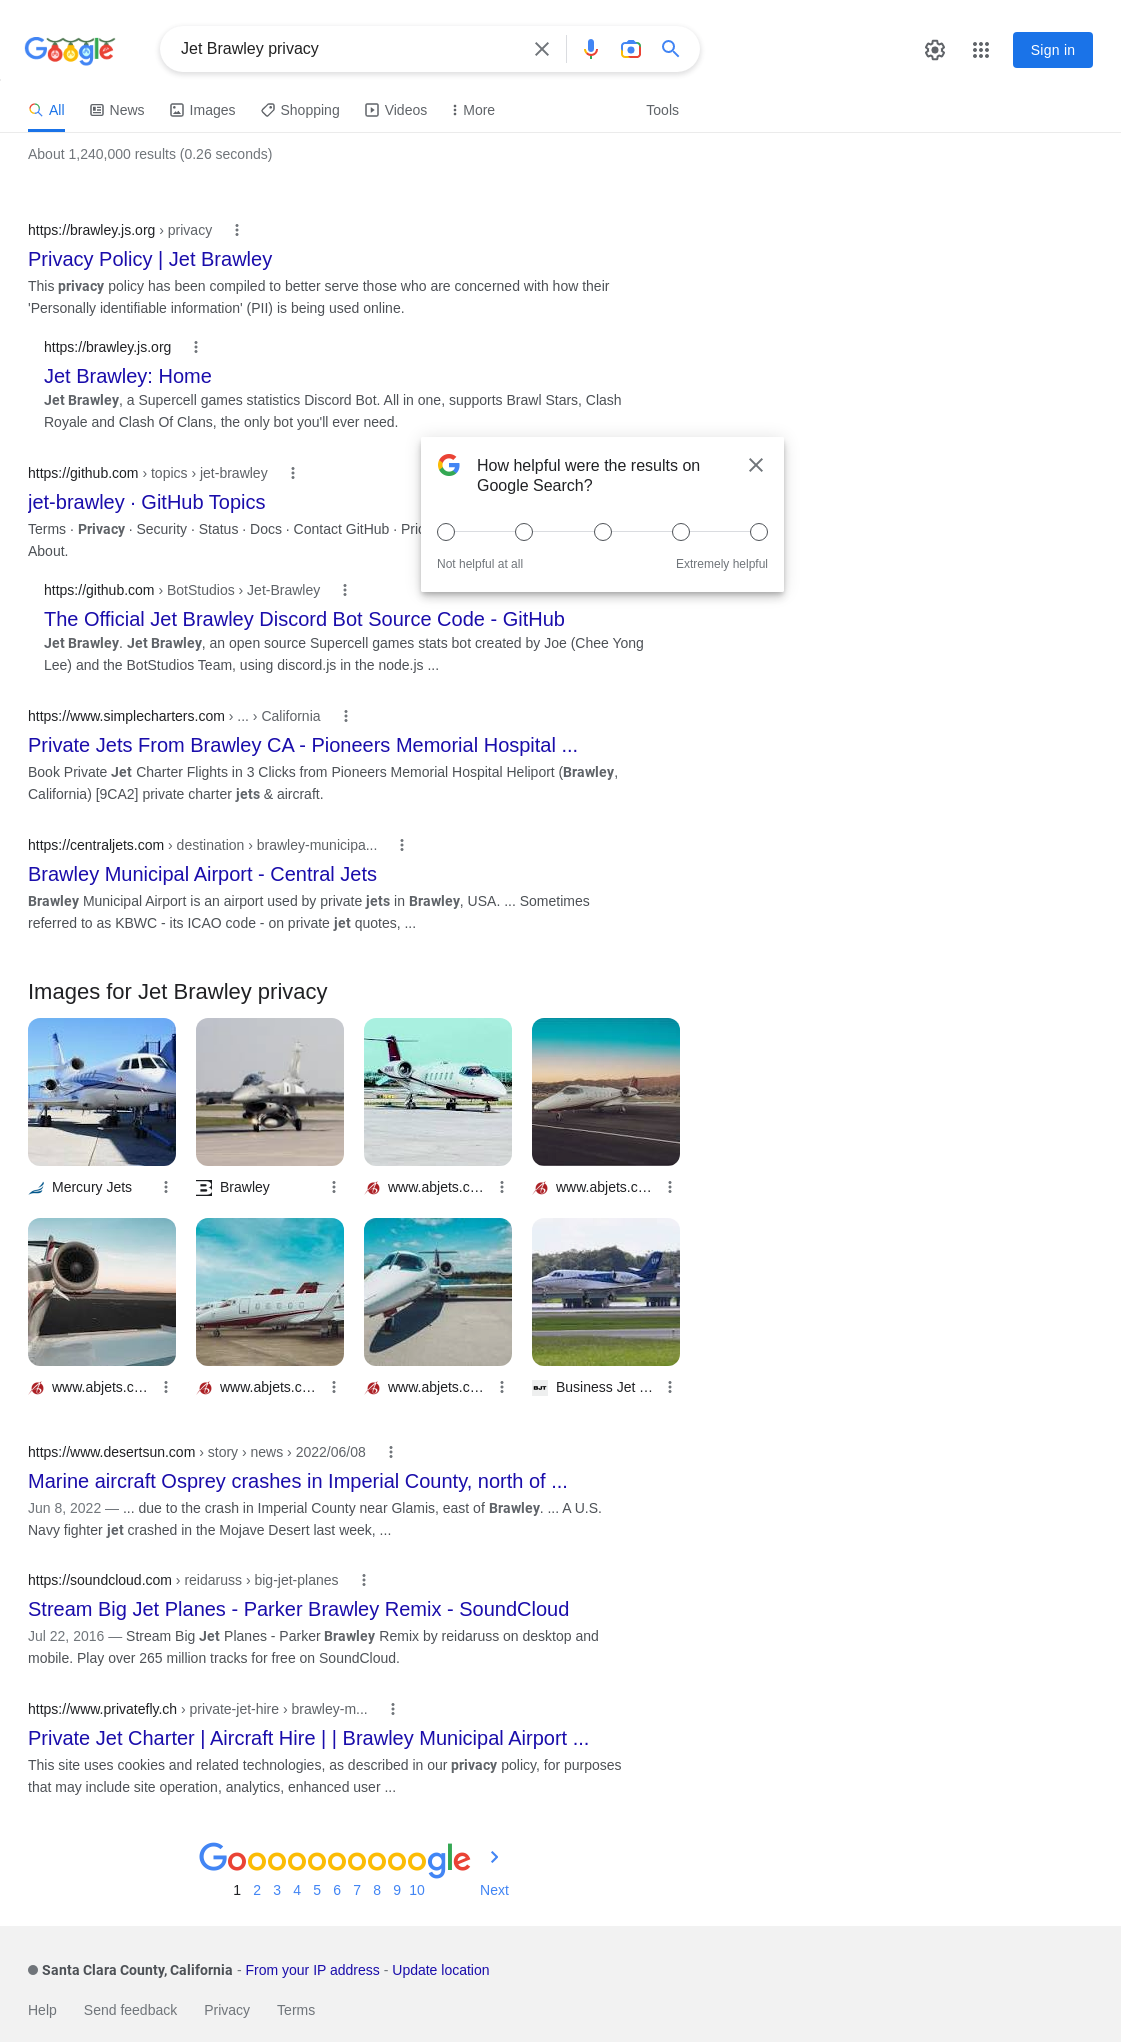 Google
Jet Brawley privacy
Sign in
All
News
Images
Shopping
Videos
More
Tools
About 1,240,000 results (0.26 seconds)
https://brawley.js.org › privacy
Privacy Policy | Jet Brawley
This privacy policy has been compiled to better serve those who are concerned with how their
'Personally identifiable information' (PII) is being used online.
https://brawley.js.org
Jet Brawley: Home
Jet Brawley, a Supercell games statistics Discord Bot. All in one, supports Brawl Stars, Clash
Royale and Clash Of Clans, the only bot you'll ever need.
https://github.com › topics › jet-brawley
jet-brawley · GitHub Topics
Terms · Privacy · Security · Status · Docs · Contact GitHub ·
About.
How helpful were the results on
Google Search?
Not helpful at all
Extremely helpful
https://github.com › BotStudios › Jet-Brawley
The Official Jet Brawley Discord Bot Source Code - GitHub
Jet Brawley. Jet Brawley, an open source Supercell games stats bot created by Joe (Chee Yong
Lee) and the BotStudios Team, using discord.js in the node.js ...
https://www.simplecharters.com › ... › California
Private Jets From Brawley CA - Pioneers Memorial Hospital ...
Book Private Jet Charter Flights in 3 Clicks from Pioneers Memorial Hospital Heliport (Brawley,
California) [9CA2] private charter jets & aircraft.
https://centraljets.com › destination › brawley-municipa...
Brawley Municipal Airport - Central Jets
Brawley Municipal Airport is an airport used by private jets in Brawley, USA. ... Sometimes
referred to as KBWC - its ICAO code - on private jet quotes, ...
Images for Jet Brawley privacy
Mercury Jets
Brawley
www.abjets.c...
www.abjets.c...
www.abjets.c...
www.abjets.c...
www.abjets.c...
BJT
Business Jet ...
https://www.desertsun.com › story › news › 2022/06/08
Marine aircraft Osprey crashes in Imperial County, north of ...
Jun 8, 2022 — ... due to the crash in Imperial County near Glamis, east of Brawley. ... A U.S.
Navy fighter jet crashed in the Mojave Desert last week, ...
https://soundcloud.com › reidaruss › big-jet-planes
Stream Big Jet Planes - Parker Brawley Remix - SoundCloud
Jul 22, 2016 — Stream Big Jet Planes - Parker Brawley Remix by reidaruss on desktop and
mobile. Play over 265 million tracks for free on SoundCloud.
https://www.privatefly.ch › private-jet-hire › brawley-m...
Private Jet Charter | Aircraft Hire | | Brawley Municipal Airport ...
This site uses cookies and related technologies, as described in our privacy policy, for purposes
that may include site operation, analytics, enhanced user ...
Goooooooooogle
1 2 3 4 5 6 7 8 9 10 Next
Santa Clara County, California - From your IP address - Update location
Help Send feedback Privacy Terms